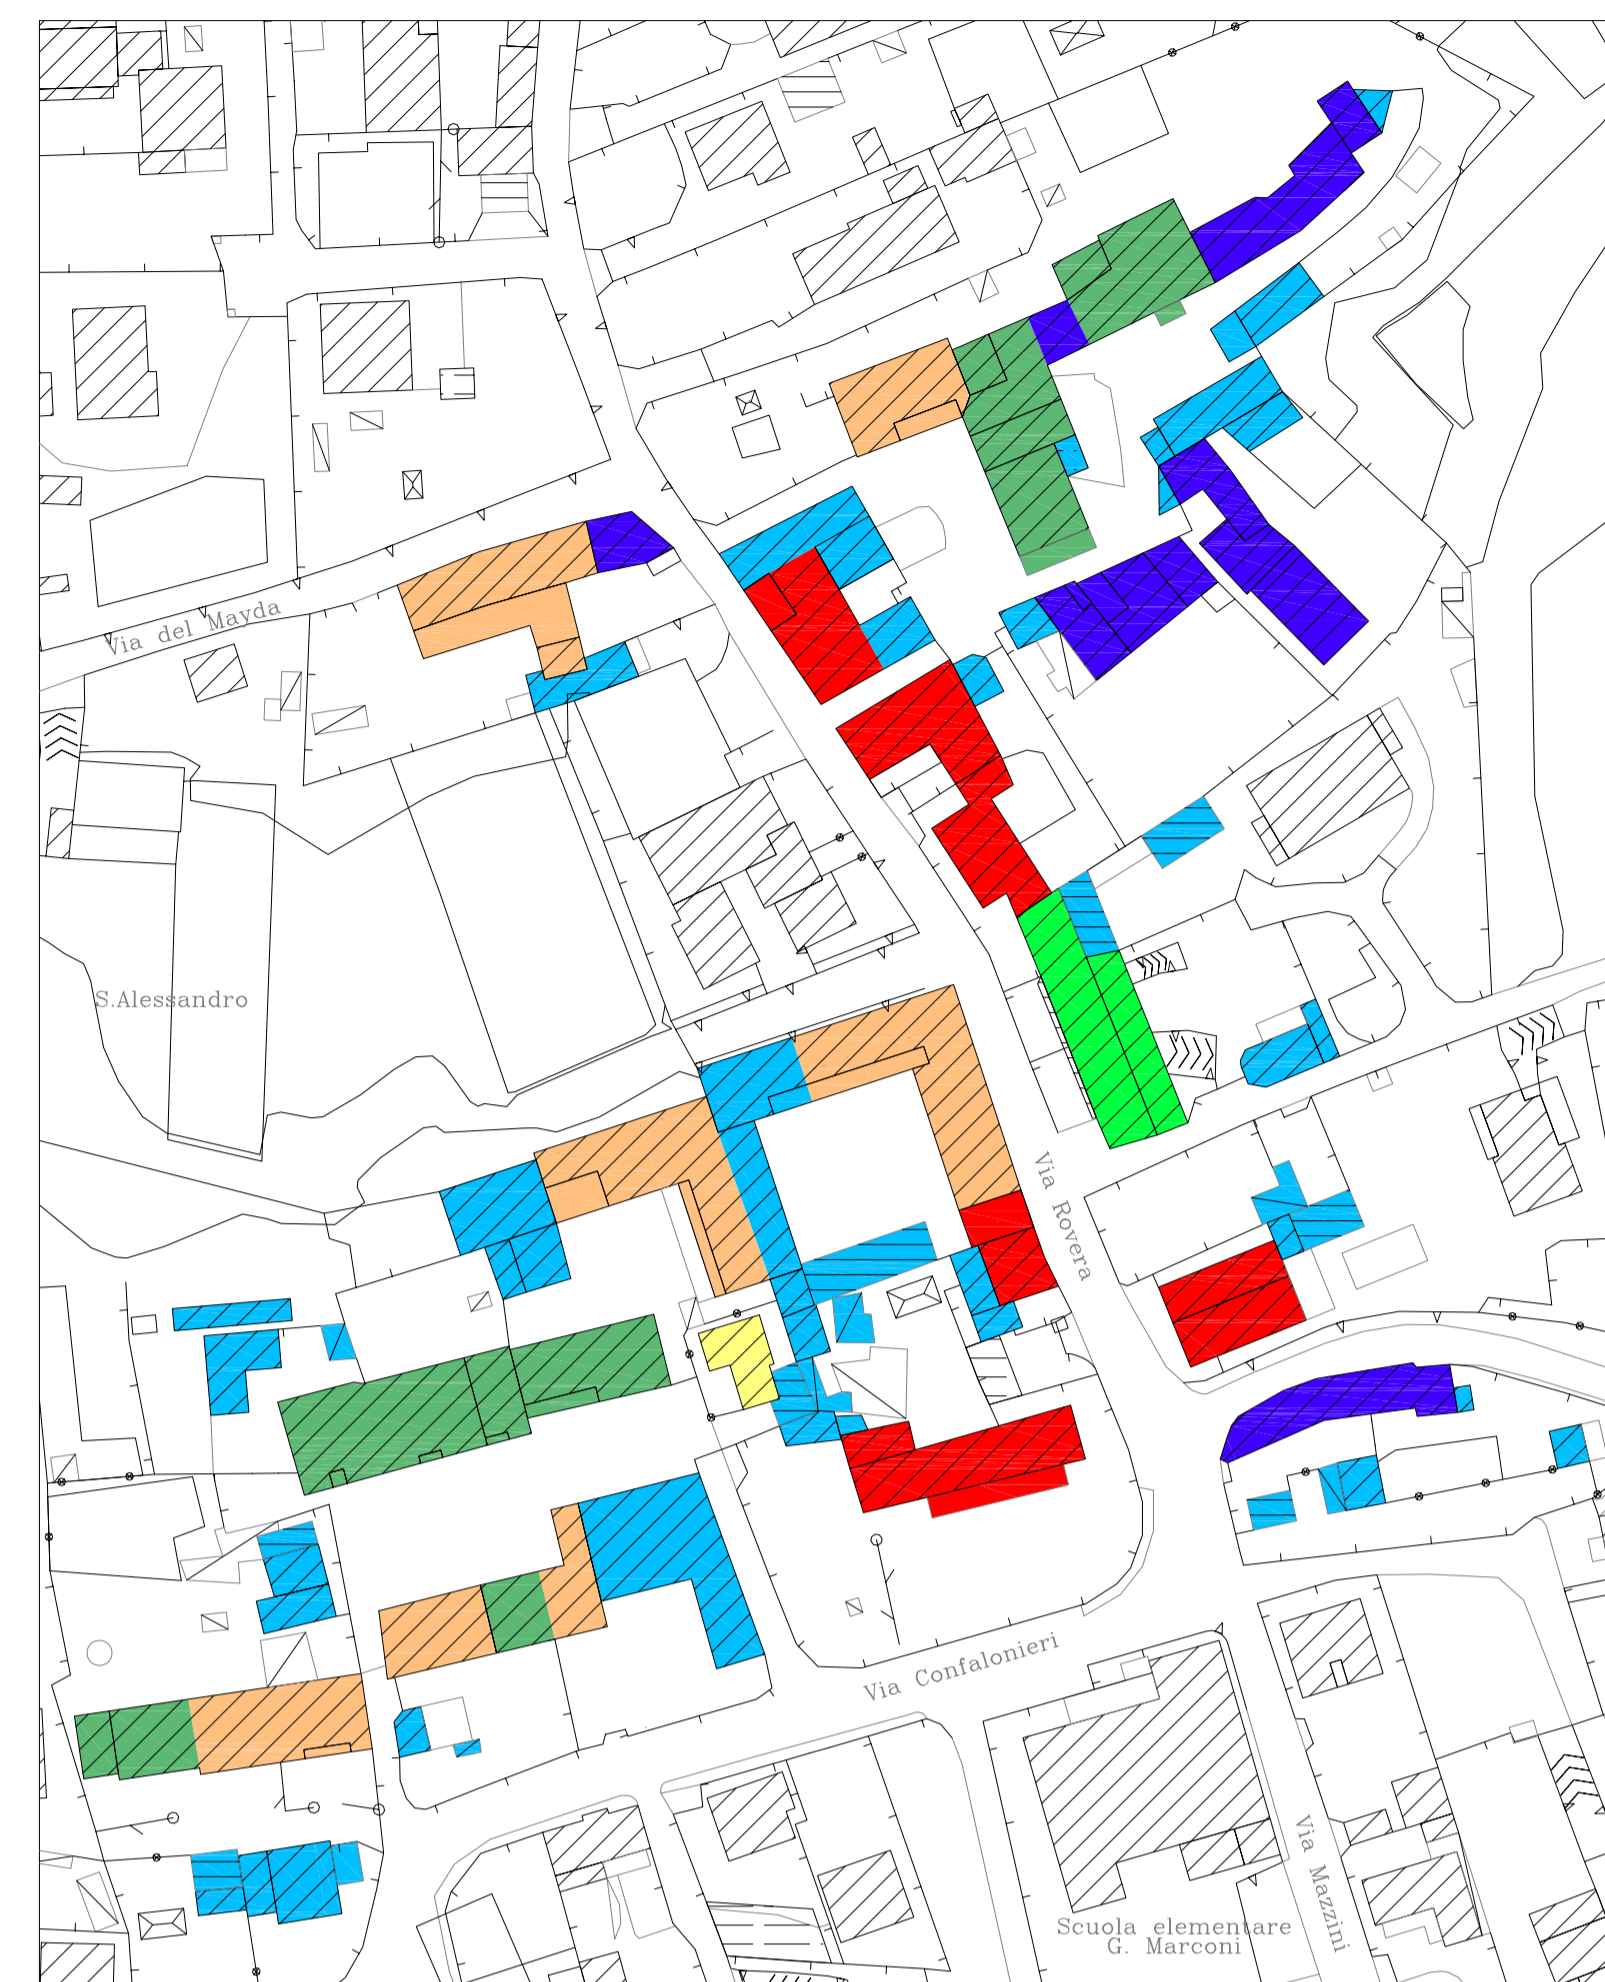 Via del Mayda
S.Alessandro
Via Rovera
Via Confalonieri
Via Mazzini
Scuola elementare
G. Marconi